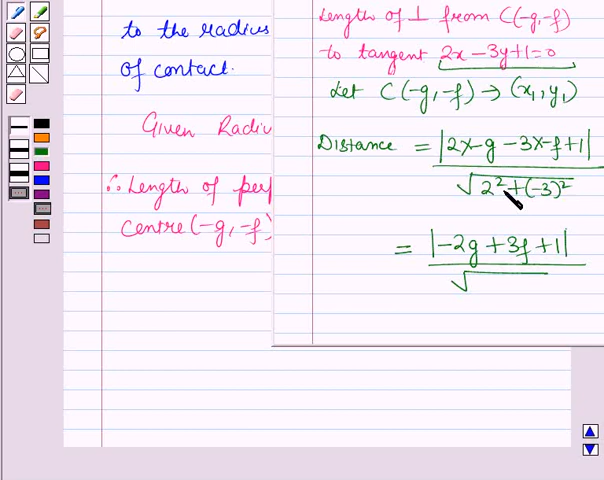 to the radius
of contact.
Given Radiu
∴ Length of perp
centre (-g, -f)
Length of ⊥ from C(-g, -f)
to tangent 2x - 3y + 1 = 0
Let C(-g, -f) → (x₁, y₁)
Distance = |2x-g - 3x-f + 1|
√2² + (-3)²
= |-2g + 3f + 1|
√